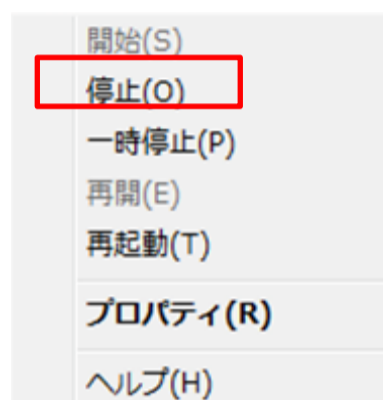 開始(S)
停止(O)
一時停止(P)
再開(E)
再起動(T)
プロパティ(R)
ヘルプ(H)